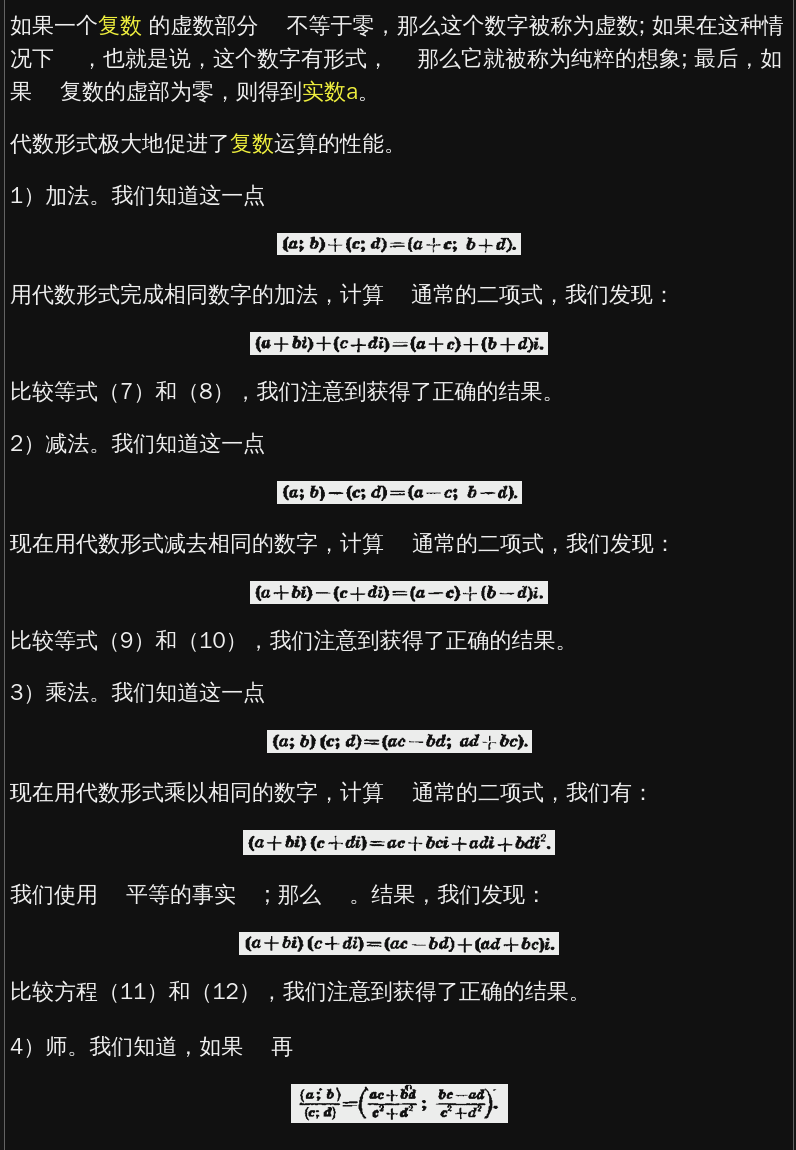 如果一个复数 的虚数部分 不等于零，那么这个数字被称为虚数; 如果在这种情
况下 ，也就是说，这个数字有形式， 那么它就被称为纯粹的想象; 最后，如
果 复数的虚部为零，则得到实数a。
代数形式极大地促进了复数运算的性能。
1）加法。我们知道这一点
(a; b)+(c; d)=(a+c; b+d).
用代数形式完成相同数字的加法，计算 通常的二项式，我们发现：
(a+bi)+(c+di)=(a+c)+(b+d)i.
比较等式（7）和（8），我们注意到获得了正确的结果。
2）减法。我们知道这一点
(a; b)−(c; d)=(a−c; b−d).
现在用代数形式减去相同的数字，计算 通常的二项式，我们发现：
(a+bi)−(c+di)=(a−c)+(b−d)i.
比较等式（9）和（10），我们注意到获得了正确的结果。
3）乘法。我们知道这一点
(a; b)(c; d)=(ac−bd; ad+bc).
现在用代数形式乘以相同的数字，计算 通常的二项式，我们有：
(a+bi)(c+di)=ac+bci+adi+bdi².
我们使用 平等的事实 ；那么 。结果，我们发现：
(a+bi)(c+di)=(ac−bd)+(ad+bc)i.
比较方程（11）和（12），我们注意到获得了正确的结果。
4）师。我们知道，如果 再
(a; b)/(c; d)=((ac+bd)/(c²+d²); (bc−ad)/(c²+d²)).